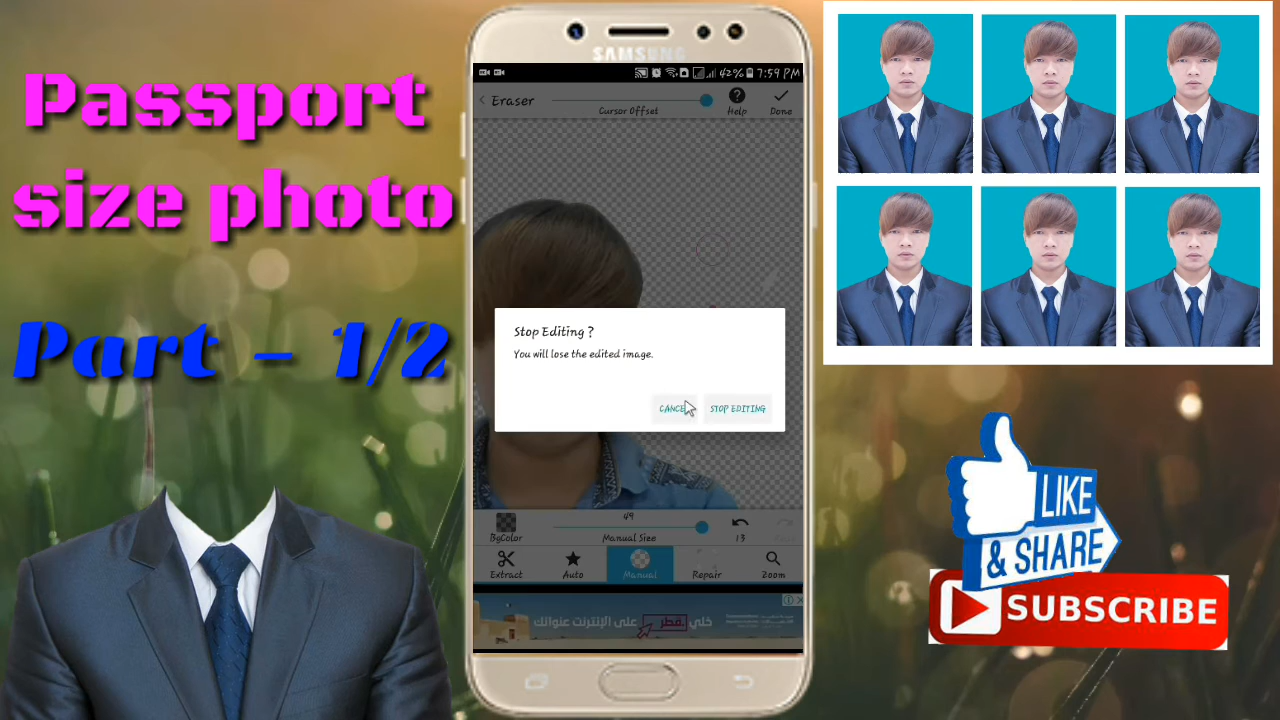 Passport
size photo
Part - 1/2
SAMSUNG
42% 7:59 PM
Eraser
Cursor Offset
Help
Done
Stop Editing ?
You will lose the edited image.
CANCE
STOP EDITING
ByColor
49
Manual Size
13
Extract
Auto
Manual
Repair
Zoom
خلي .قطر على الإنترنت عنوانك
LIKE
& SHARE
SUBSCRIBE